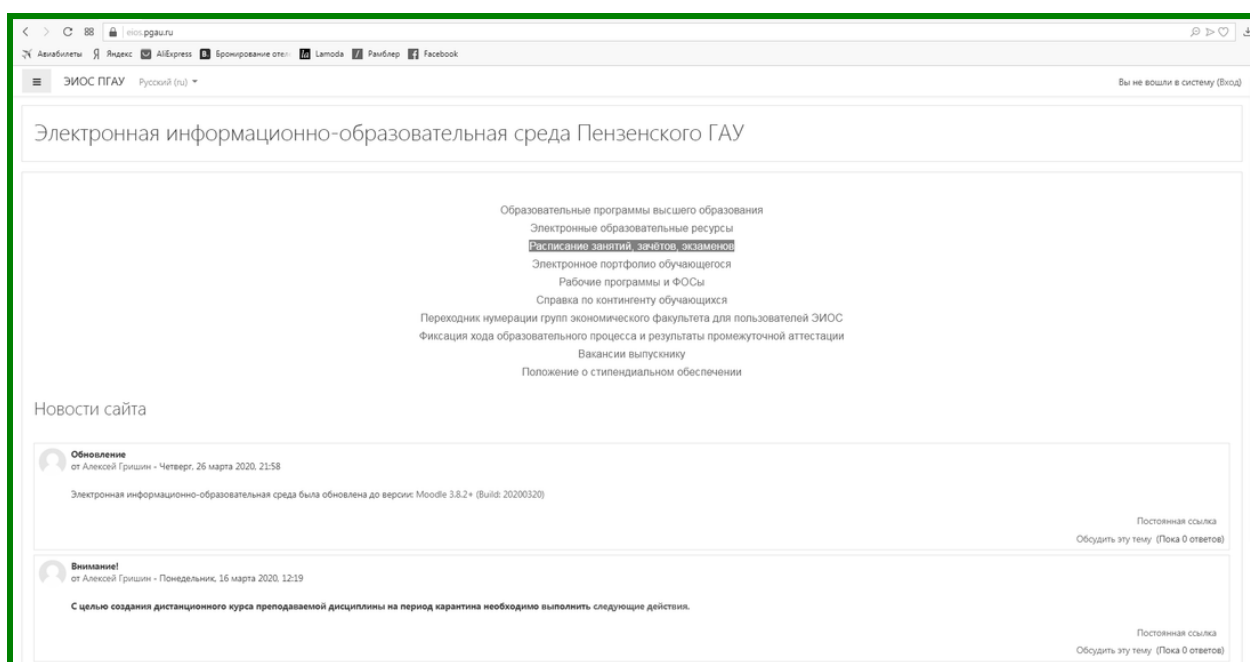 eios.pgau.ru
Авиабилеты Яндекс AliExpress Бронирование отел Lamoda Рамблер Facebook
ЭИОС ПГАУ Русский (ru) Вы не вошли в систему (Вход)
Электронная информационно-образовательная среда Пензенского ГАУ
Образовательные программы высшего образования
Электронные образовательные ресурсы
Расписание занятий, зачётов, экзаменов
Электронное портфолио обучающегося
Рабочие программы и ФОСы
Справка по контингенту обучающихся
Переходник нумерации групп экономического факультета для пользователей ЭИОС
Фиксация хода образовательного процесса и результаты промежуточной аттестации
Вакансии выпускнику
Положение о стипендиальном обеспечении
Новости сайта
Обновление
от Алексей Гришин - Четверг, 26 марта 2020, 21:58
Электронная информационно-образовательная среда была обновлена до версии: Moodle 3.8.2+ (Build: 20200320)
Постоянная ссылка
Обсудить эту тему (Пока 0 ответов)
Внимание!
от Алексей Гришин - Понедельник, 16 марта 2020, 12:19
С целью создания дистанционного курса преподаваемой дисциплины на период карантина необходимо выполнить следующие действия.
Постоянная ссылка
Обсудить эту тему (Пока 0 ответов)